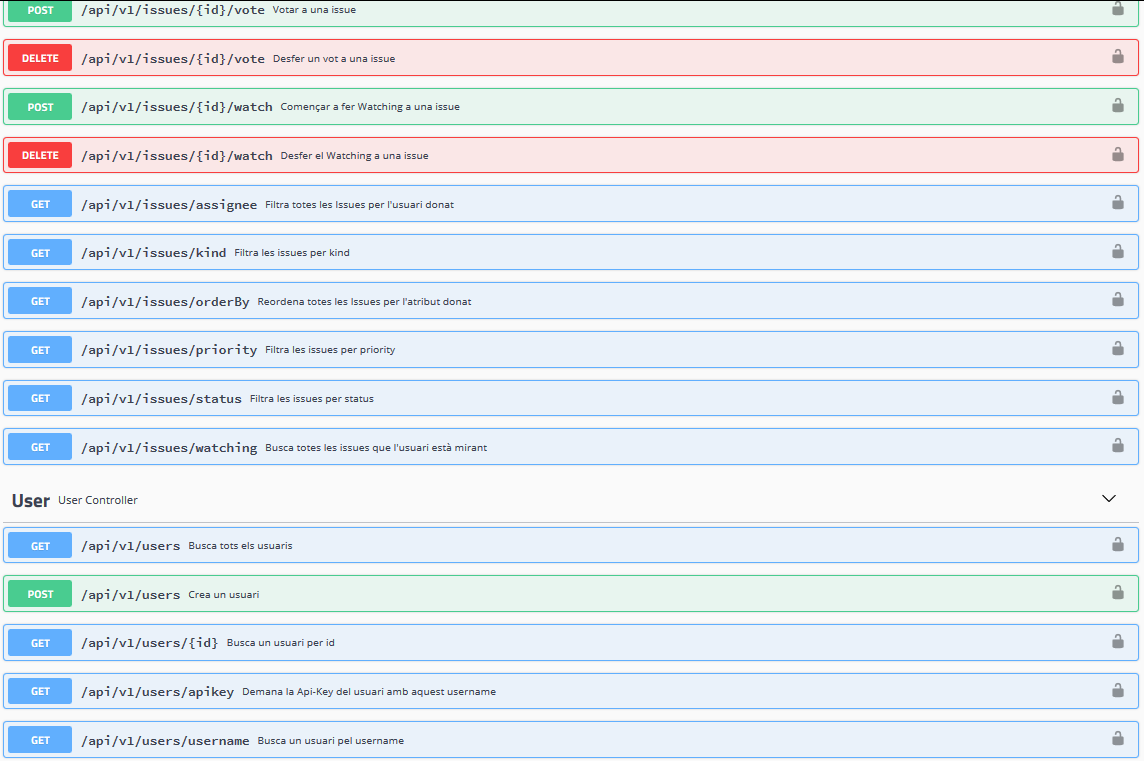 POST /api/v1/issues/{id}/vote Votar a una issue
DELETE /api/v1/issues/{id}/vote Desfer un vot a una issue
POST /api/v1/issues/{id}/watch Començar a fer Watching a una issue
DELETE /api/v1/issues/{id}/watch Desfer el Watching a una issue
GET /api/v1/issues/assignee Filtra totes les Issues per l'usuari donat
GET /api/v1/issues/kind Filtra les issues per kind
GET /api/v1/issues/orderBy Reordena totes les Issues per l'atribut donat
GET /api/v1/issues/priority Filtra les issues per priority
GET /api/v1/issues/status Filtra les issues per status
GET /api/v1/issues/watching Busca totes les issues que l'usuari està mirant
User User Controller
GET /api/v1/users Busca tots els usuaris
POST /api/v1/users Crea un usuari
GET /api/v1/users/{id} Busca un usuari per id
GET /api/v1/users/apikey Demana la Api-Key del usuari amb aquest username
GET /api/v1/users/username Busca un usuari pel username